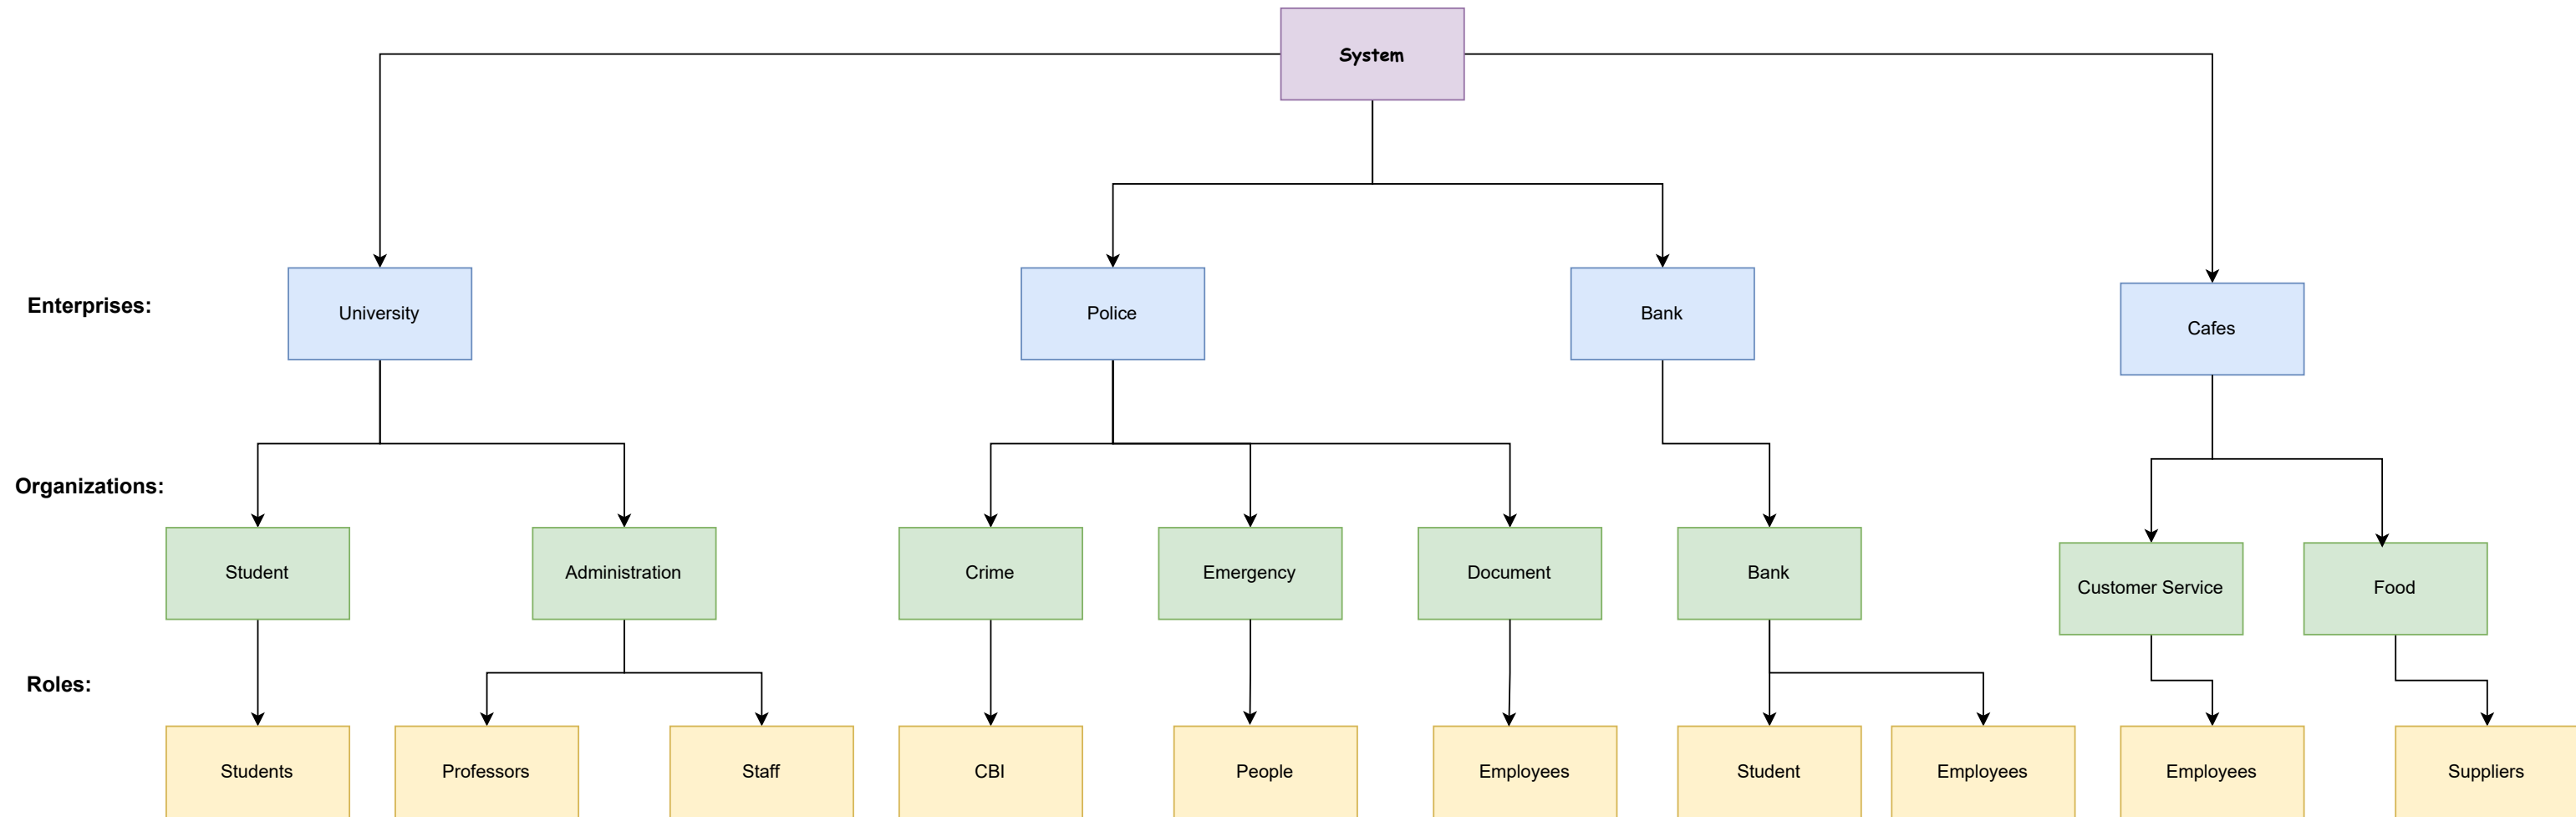 System
Enterprises:
University
Police
Bank
Cafes
Organizations:
Student
Administration
Crime
Emergency
Document
Bank
Customer Service
Food
Roles:
Students
Professors
Staff
CBI
People
Employees
Student
Employees
Employees
Suppliers